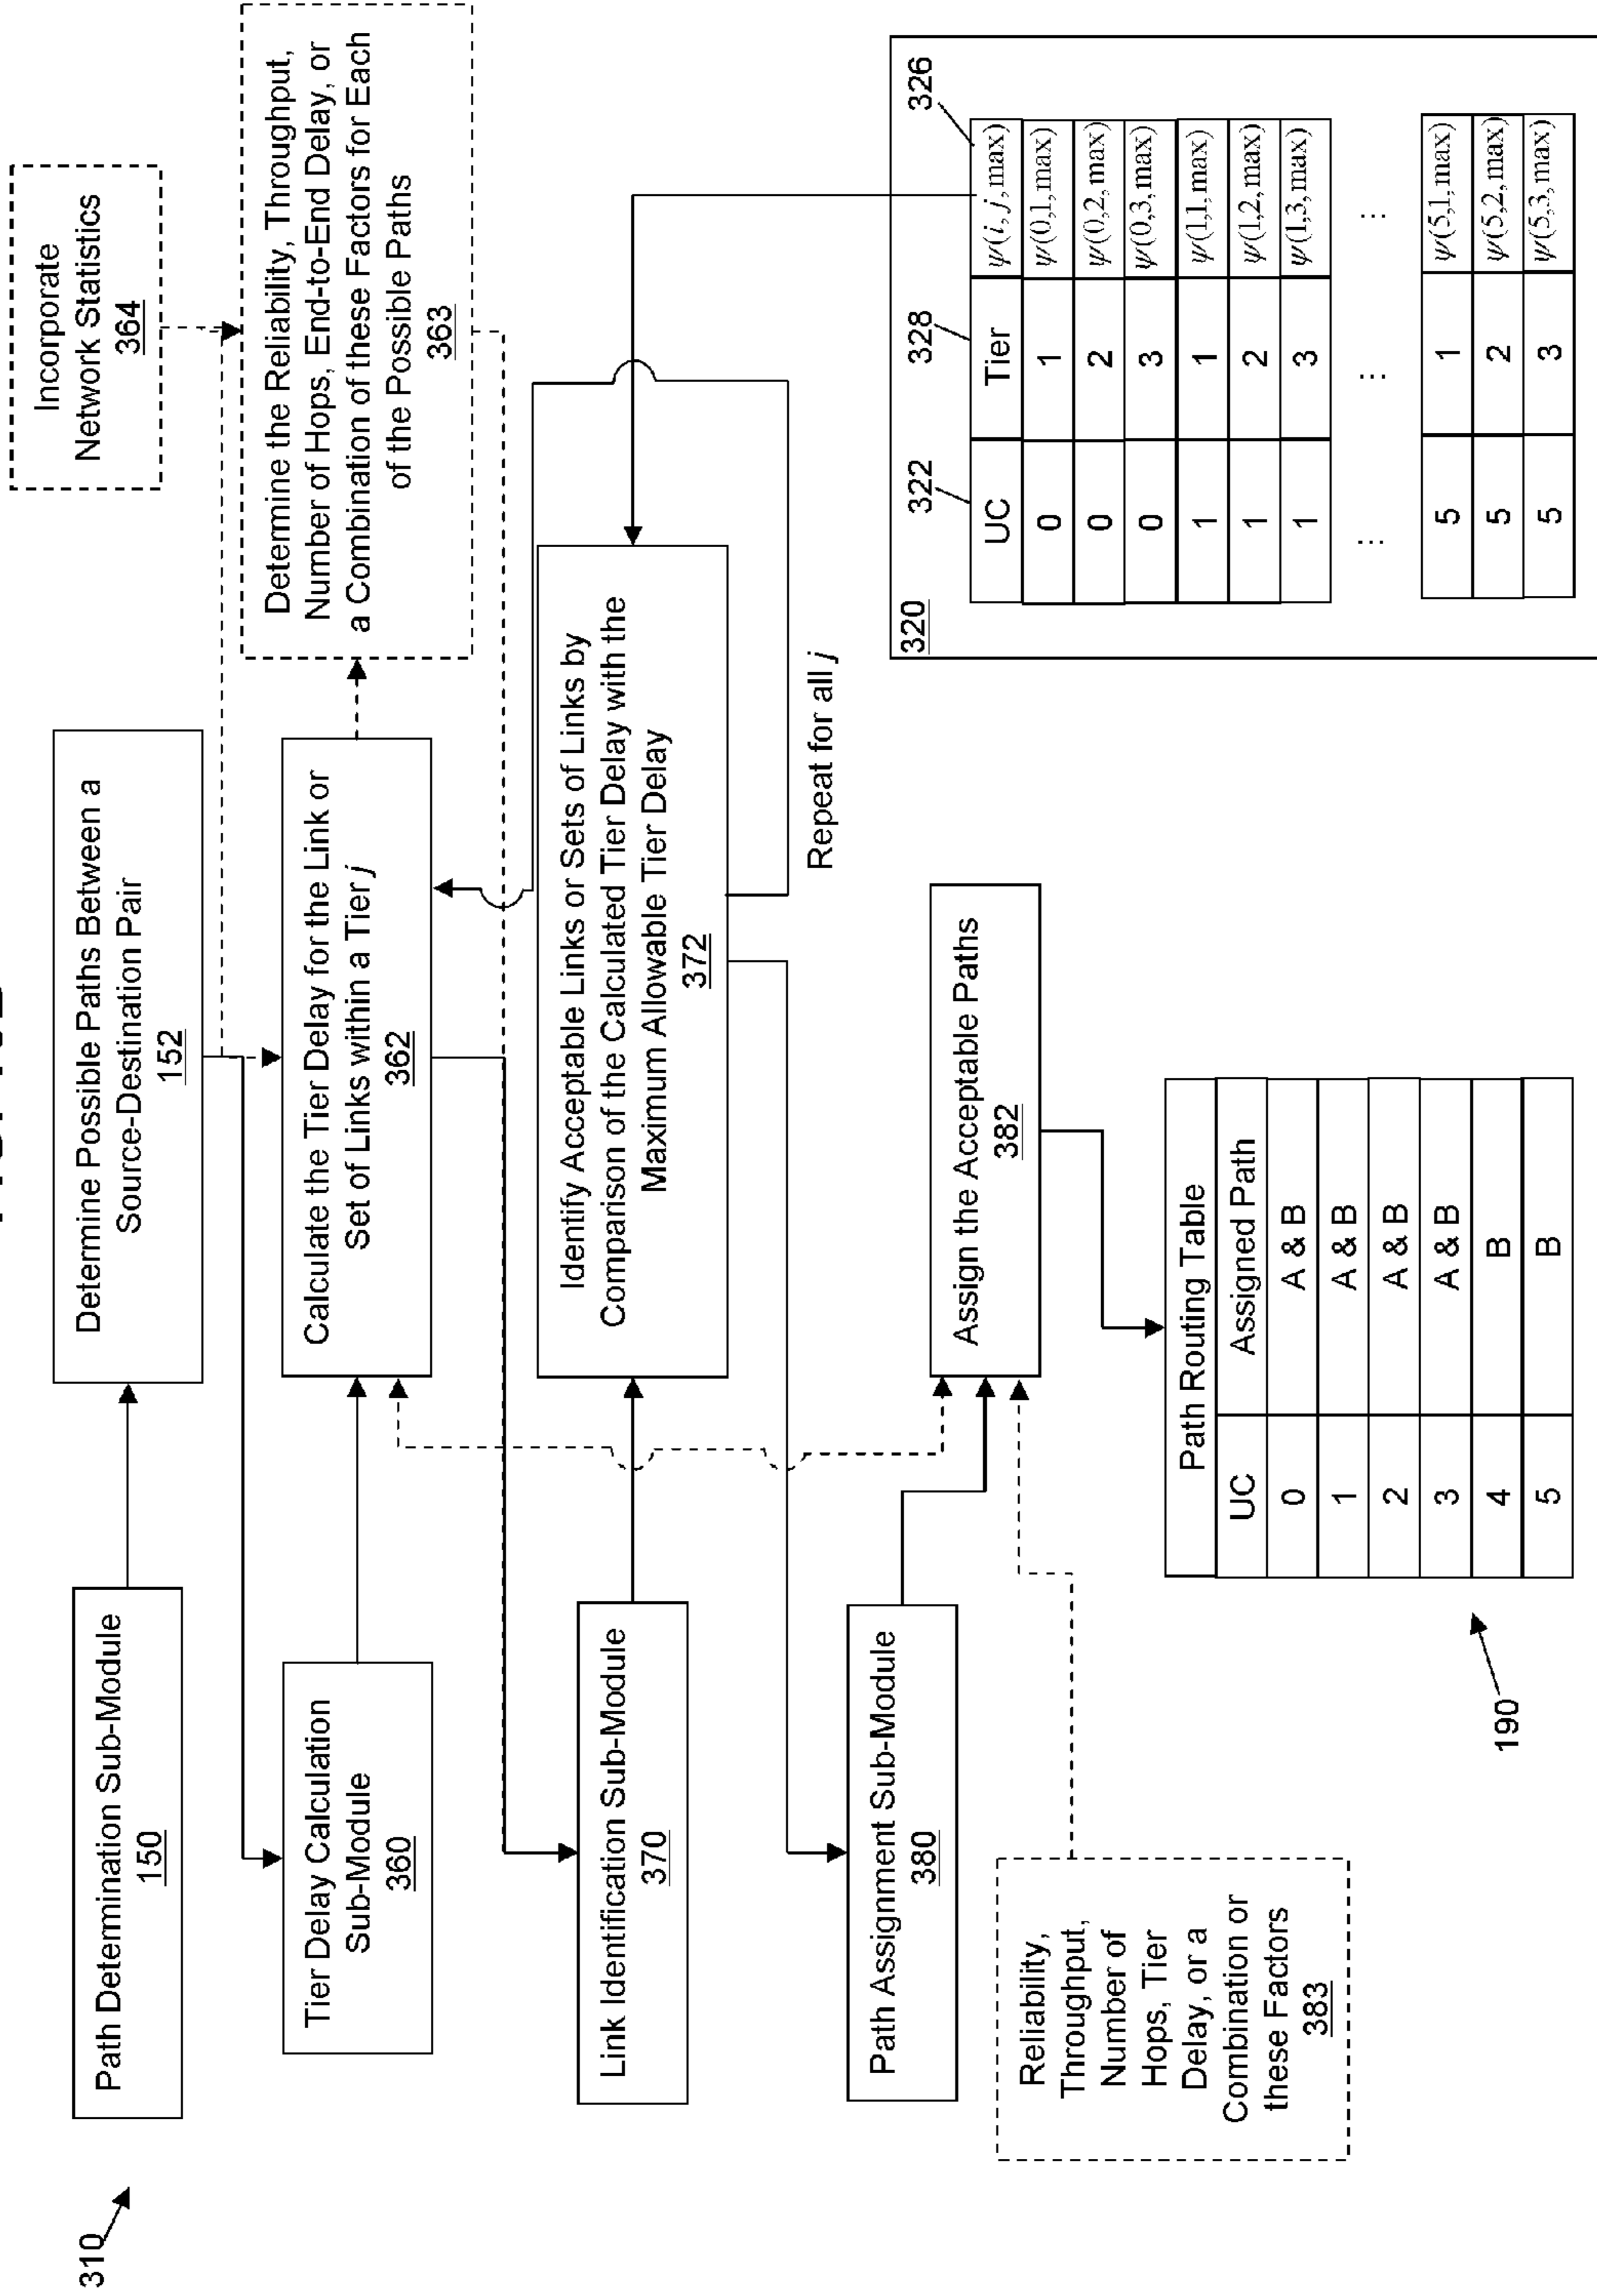 310
Path Determination Sub-Module
150
Determine Possible Paths Between a
Source-Destination Pair
152
Incorporate
Network Statistics
364
Tier Delay Calculation
Sub-Module
360
Calculate the Tier Delay for the Link or
Set of Links within a Tier j
362
Determine the Reliability, Throughput,
Number of Hops, End-to-End Delay, or
a Combination of these Factors for Each
of the Possible Paths
363
Link Identification Sub-Module
370
Identify Acceptable Links or Sets of Links by
Comparison of the Calculated Tier Delay with the
Maximum Allowable Tier Delay
372
Repeat for all j
Path Assignment Sub-Module
380
Assign the Acceptable Paths
382
Reliability,
Throughput,
Number of
Hops, Tier
Delay, or a
Combination or
these Factors
383
190
Path Routing Table
UC Assigned Path
0 A & B
1 A & B
2 A & B
3 A & B
4 B
5 B
320
322 328 326
UC Tier ψ(i, j, max)
0 1 ψ(0,1, max)
0 2 ψ(0,2, max)
0 3 ψ(0,3, max)
1 1 ψ(1,1, max)
1 2 ψ(1,2, max)
1 3 ψ(1,3, max)
... ... ...
5 1 ψ(5,1, max)
5 2 ψ(5,2, max)
5 3 ψ(5,3, max)